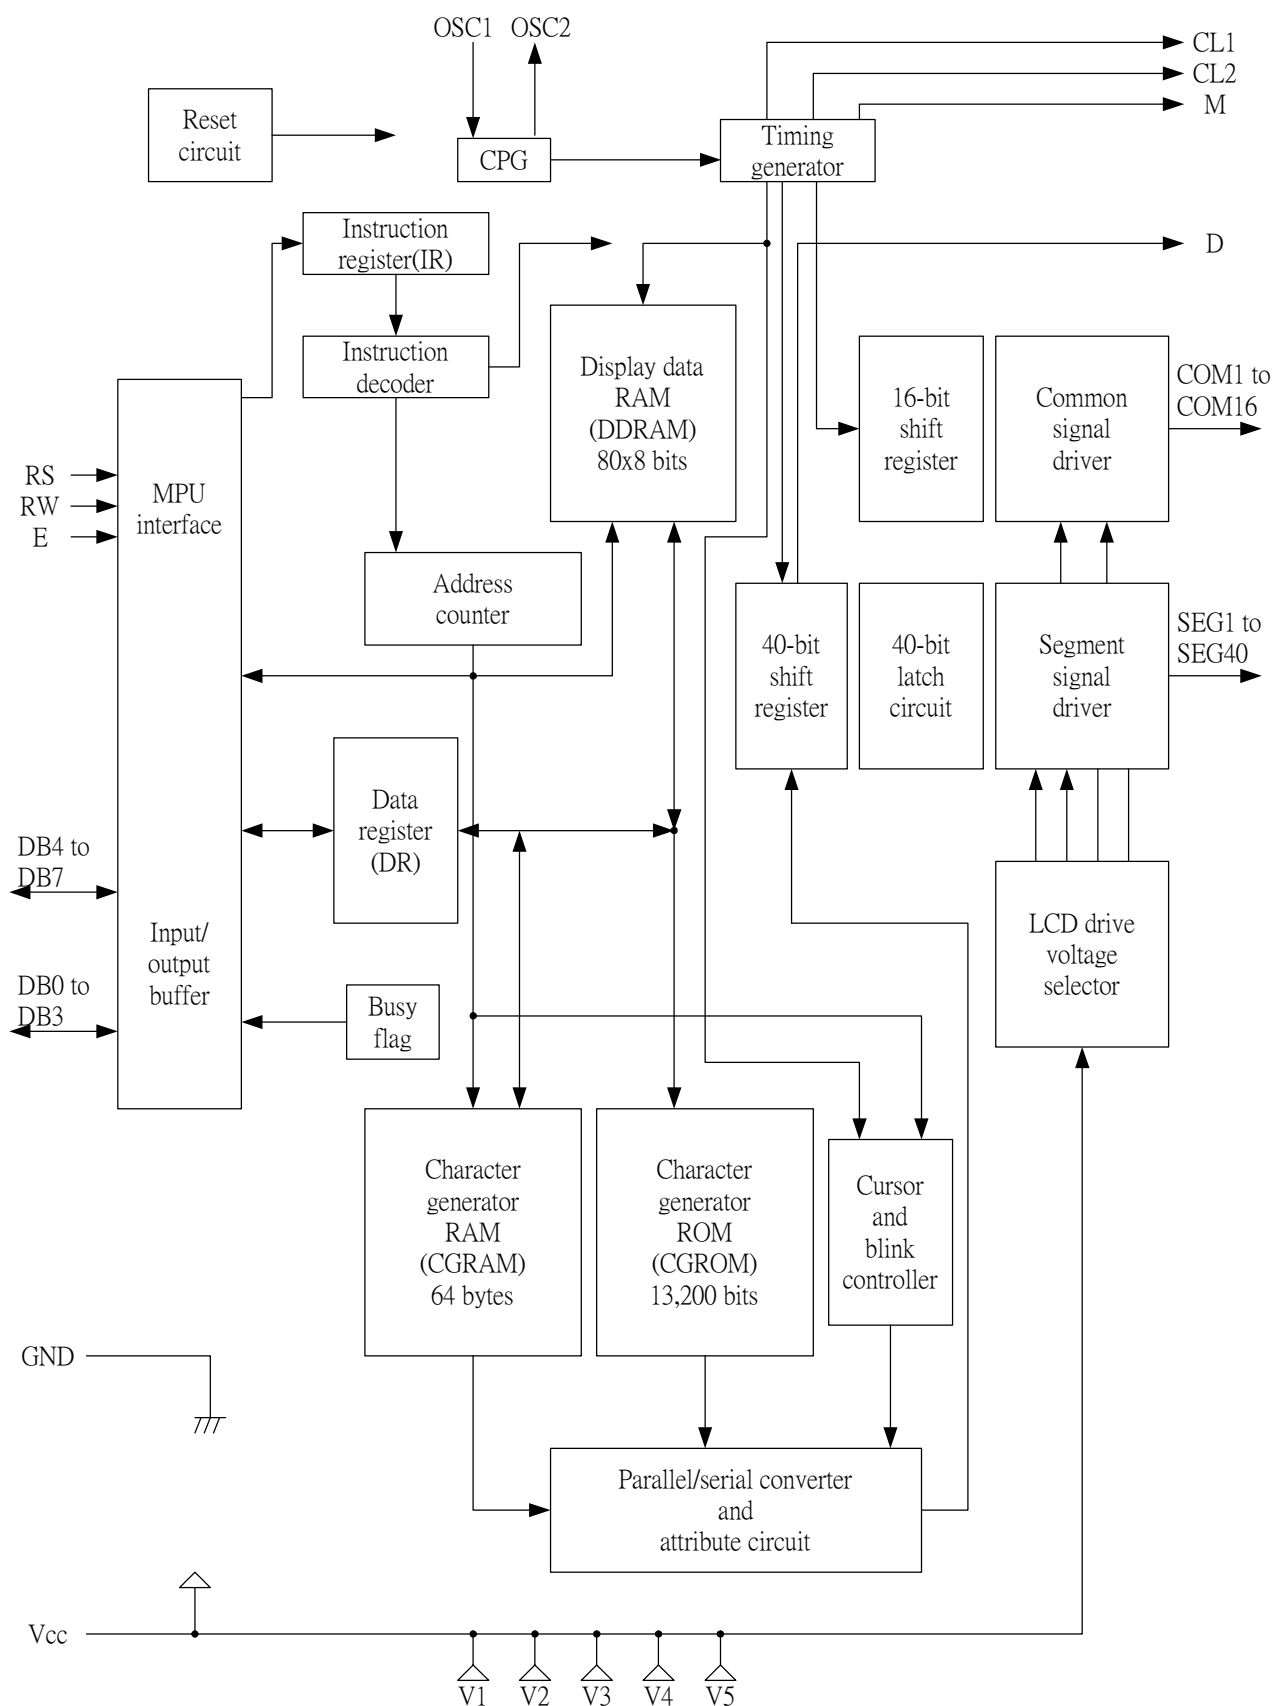 OSC1 OSC2
CL1
CL2
M
Reset
circuit
CPG
Timing
generator
Instruction
register(IR)
D
Instruction
decoder
Display data
RAM
(DDRAM)
80x8 bits
16-bit
shift
register
Common
signal
driver
COM1 to
COM16
RS
RW
E
MPU
interface
Address
counter
40-bit
shift
register
40-bit
latch
circuit
Segment
signal
driver
SEG1 to
SEG40
Data
register
(DR)
DB4 to
DB7
Input/
output
buffer
LCD drive
voltage
selector
DB0 to
DB3
Busy
flag
Character
generator
RAM
(CGRAM)
64 bytes
Character
generator
ROM
(CGROM)
13,200 bits
Cursor
and
blink
controller
GND
Parallel/serial converter
and
attribute circuit
Vcc
V1 V2 V3 V4 V5